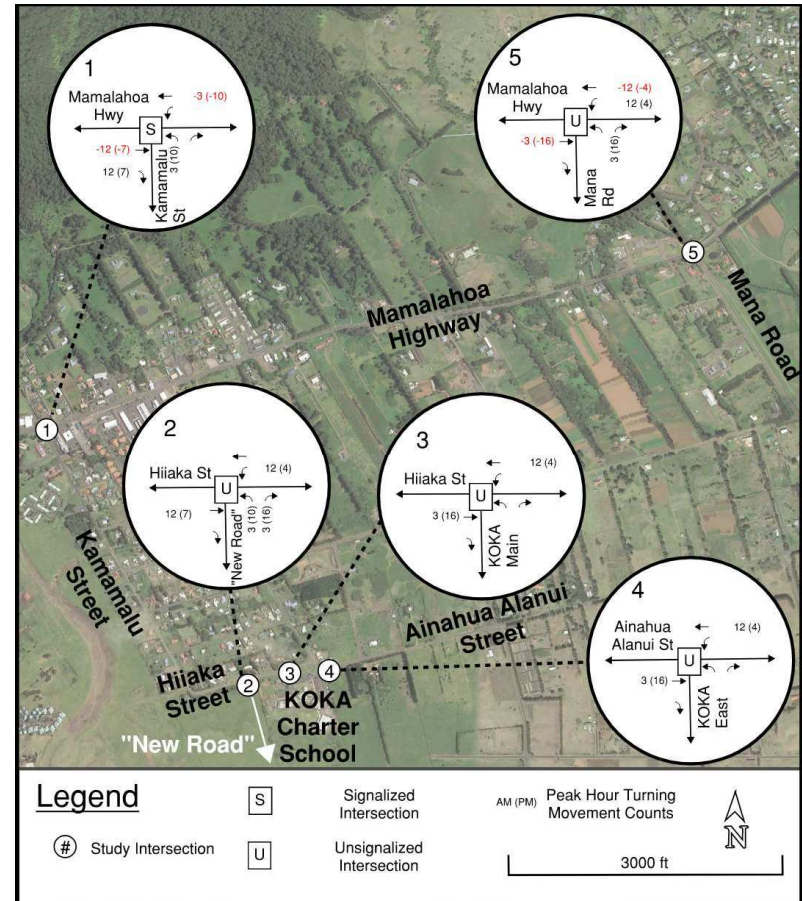 1
-3 (-10)
Mamalahoa
Hwy
S
-12 (-7)
12 (7)
3 (10)
Kamamalu
St
5
-12 (-4)
Mamalahoa
Hwy
12 (4)
U
-3 (-16)
3 (16)
Mana
Rd
5
Mana Road
Mamalahoa
Highway
1
2
Hiiaka St
12 (4)
U
12 (7)
3 (10)
3 (16)
"New Road"
3
Hiiaka St
12 (4)
U
3 (16)
KOKA
Main
Kamamalu
Street
Ainahua Alanui
Street
4
Ainahua
Alanui St
12 (4)
U
3 (16)
KOKA
East
Hiiaka
Street
2
3
4
KOKA
Charter
School
"New Road"
Legend
S
Signalized
Intersection
AM (PM)
Peak Hour Turning
Movement Counts
N
#
Study Intersection
U
Unsignalized
Intersection
3000 ft